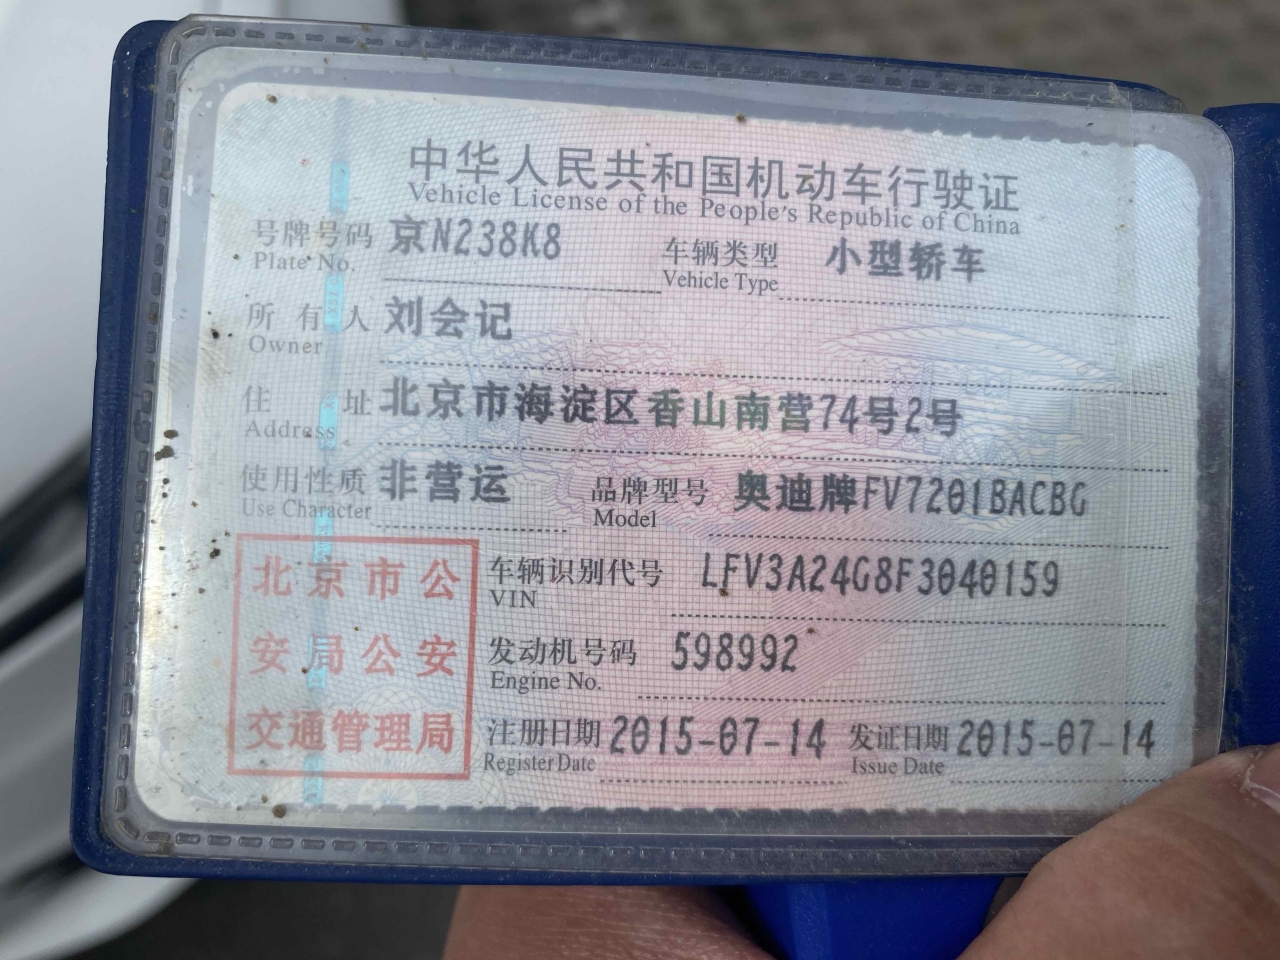 中华人民共和国机动车行驶证
Vehicle License of the People's Republic of China
号牌号码 京N238K8 车辆类型 小型轿车
Plate No. Vehicle Type
所有人 刘会记
Owner
住址 北京市海淀区香山南营74号2号
Address
使用性质 非营运 品牌型号 奥迪牌FV7201BACBG
Use Character Model
车辆识别代号 LFV3A24G8F3040159
VIN
发动机号码 598992
Engine No.
注册日期 2015-07-14 发证日期 2015-07-14
Register Date Issue Date
北京市公
安局公安
交通管理局